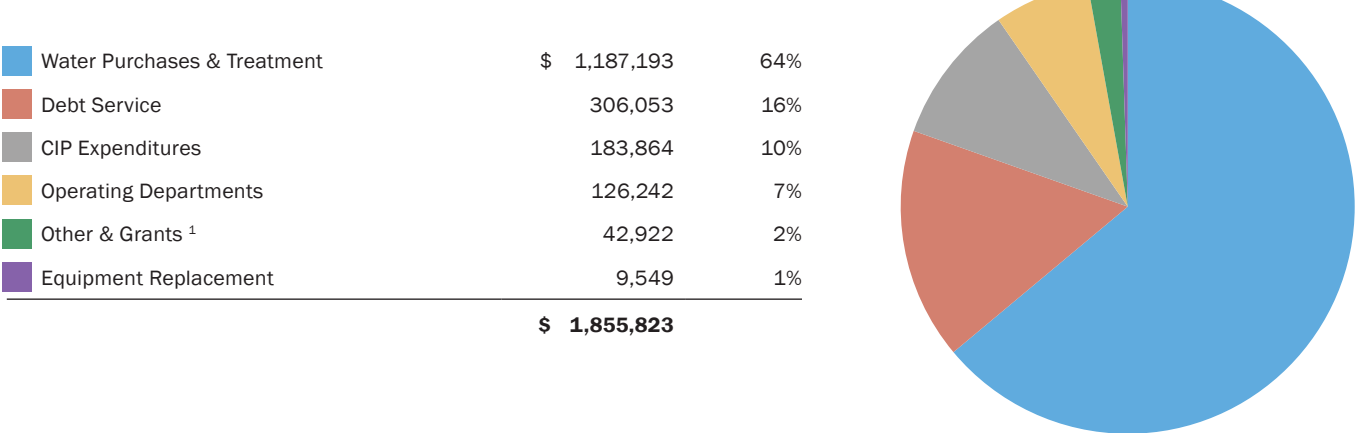 Water Purchases & Treatment $ 1,187,193 64%
Debt Service 306,053 16%
CIP Expenditures 183,864 10%
Operating Departments 126,242 7%
Other & Grants ¹ 42,922 2%
Equipment Replacement 9,549 1%
$ 1,855,823